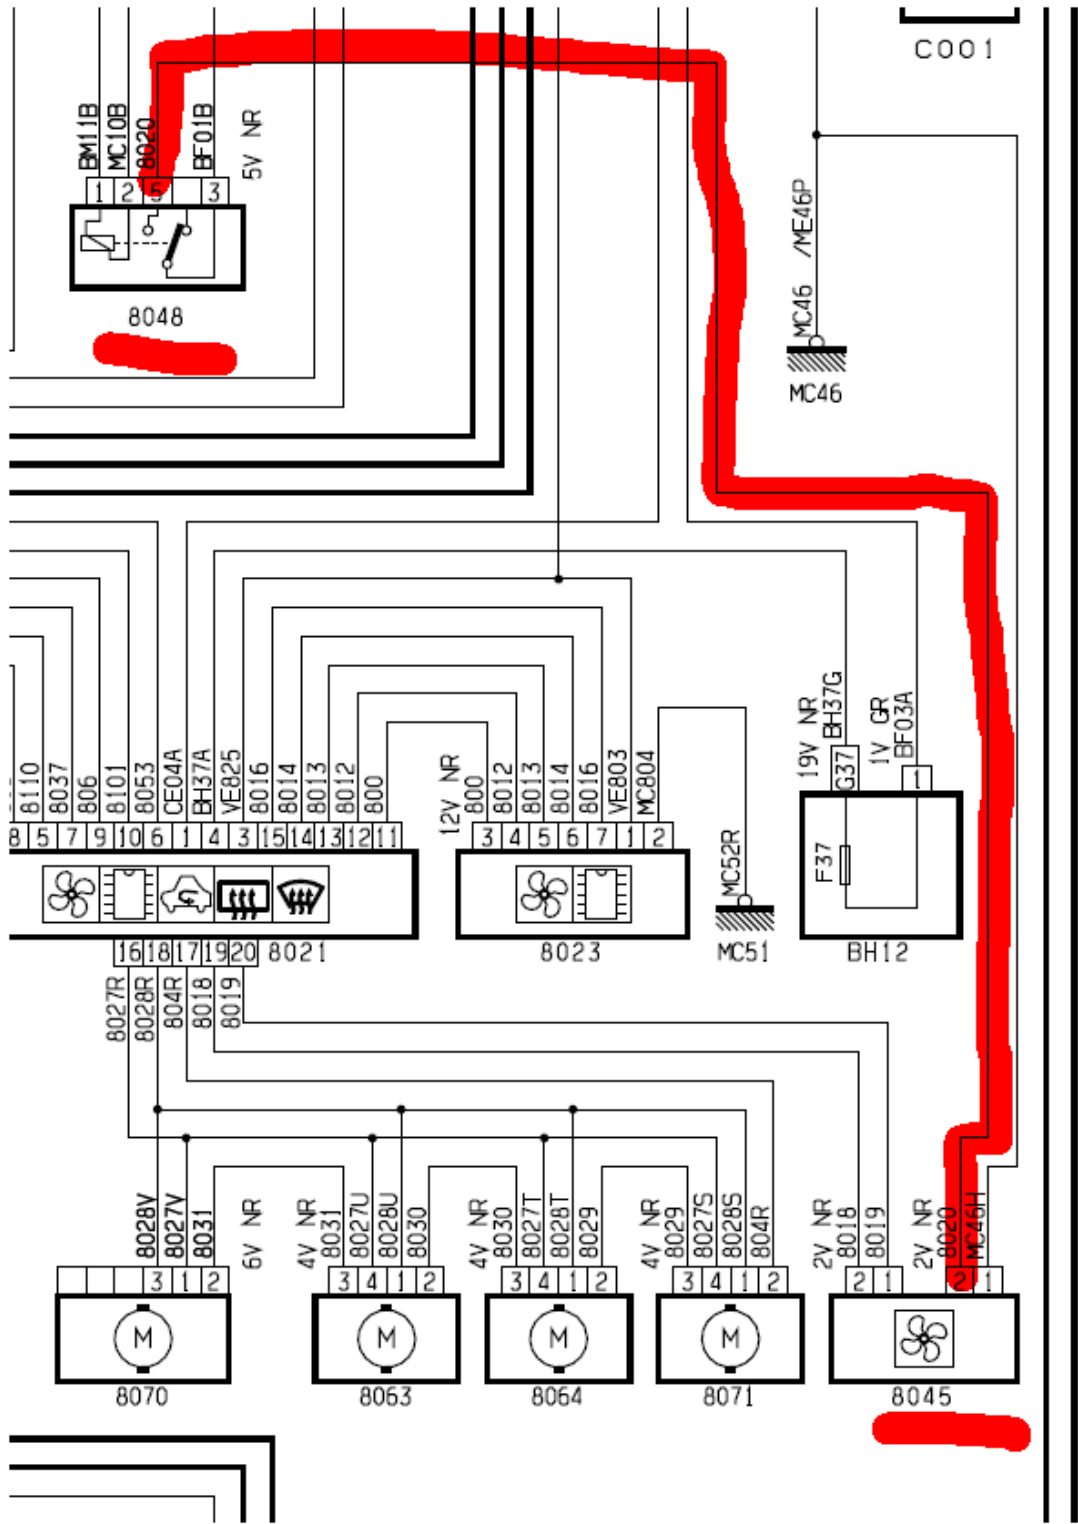 C001
BM11B
MC10B
8020
BF01B
5V NR
1 2 5 3
8048
MC46 /ME46P
MC46
19V NR
BH37G
1V GR
BF03A
G37 1
F37
BH12
8110
8037
806
8101
8053
CE04A
BH37A
VE825
8016
8014
8013
8012
800
8 5 7 9 10 6 1 4 3 15 14 13 12 11
16 18 17 19 20 8021
8027R
8028R
804R
8018
8019
12V NR
800
8012
8013
8014
8016
VE803
MC804
3 4 5 6 7 1 2
8023
MC52R
MC51
8028V
8027V
8031
6V NR
3 1 2
M
8070
4V NR
8031
8027U
8028U
8030
3 4 1 2
M
8063
4V NR
8030
8027T
8028T
8029
3 4 1 2
M
8064
4V NR
8029
8027S
8028S
804R
3 4 1 2
M
8071
2V NR
8018
8019
2 1
2V NR
8020
MC46H
2 1
8045